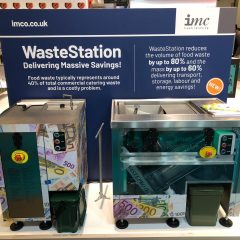 imco.co.uk
imc
WasteStation
Delivering Massive Savings!
Food waste typically represents around
40% of total commercial catering waste
and is a costly problem.
WasteStation reduces
the volume of food waste
by up to 80% and the
mass by up to 60%
delivering transport,
storage, labour and
energy savings!
NEW
500